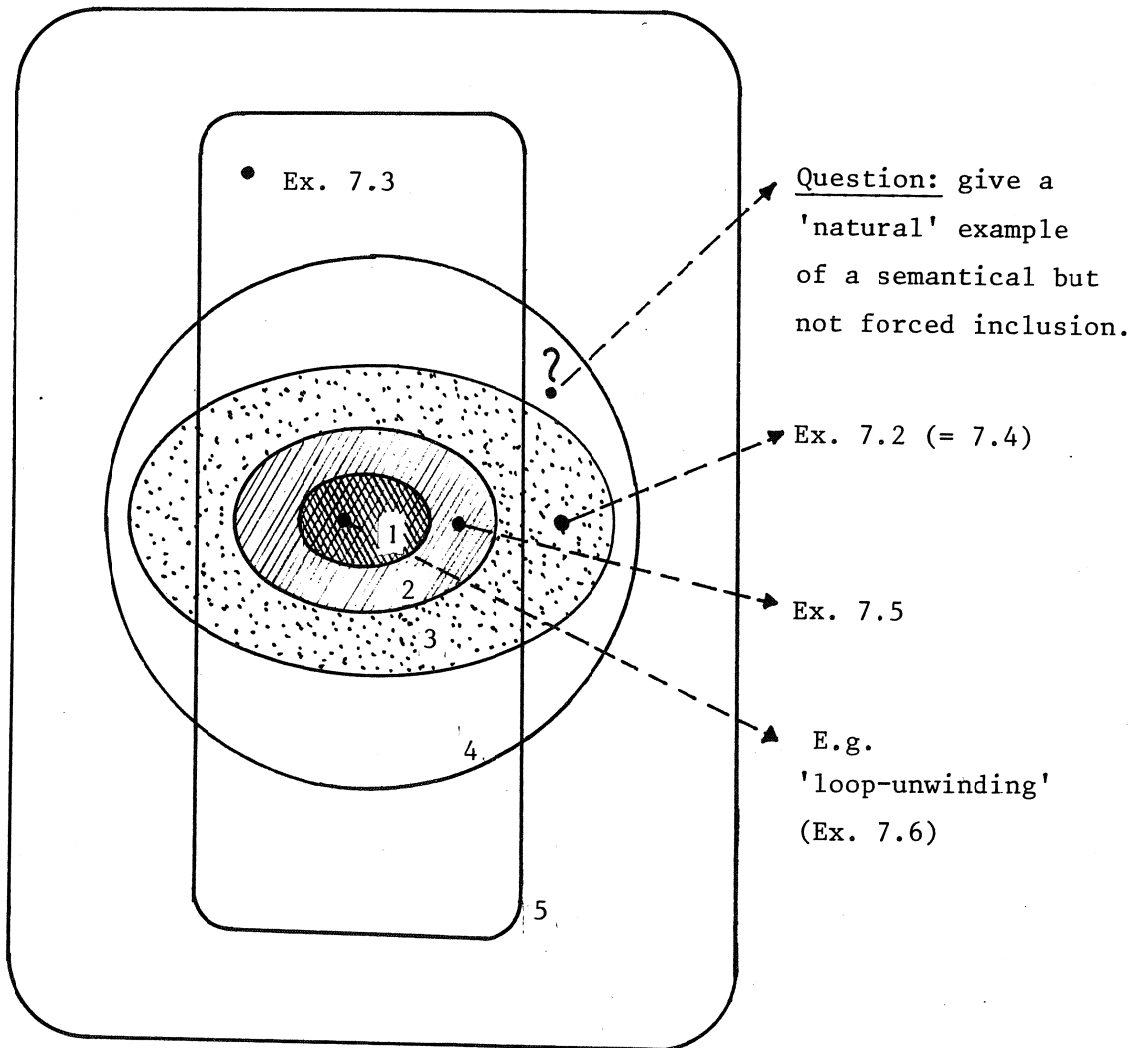 Ex. 7.3
Question: give a
'natural' example
of a semantical but
not forced inclusion.
?
Ex. 7.2 (= 7.4)
1
2
Ex. 7.5
3
4
E.g.
'loop-unwinding'
(Ex. 7.6)
5